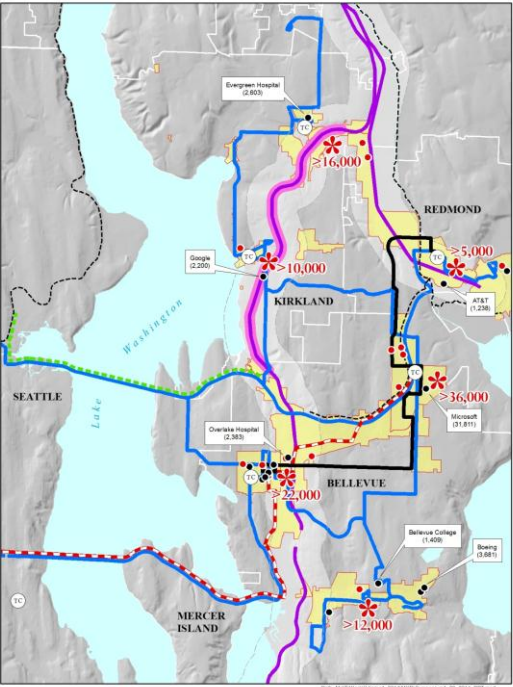 Evergreen Hospital
(2,603)
TC
>16,000
REDMOND
TC
>5,000
Google
(2,200)
TC
>10,000
AT&T
(1,238)
KIRKLAND
Washington
Lake
SEATTLE
TC
>36,000
Microsoft
(31,811)
Overlake Hospital
(2,383)
TC
>22,000
BELLEVUE
Bellevue College
(1,409)
Boeing
(3,681)
TC
MERCER
ISLAND
>12,000